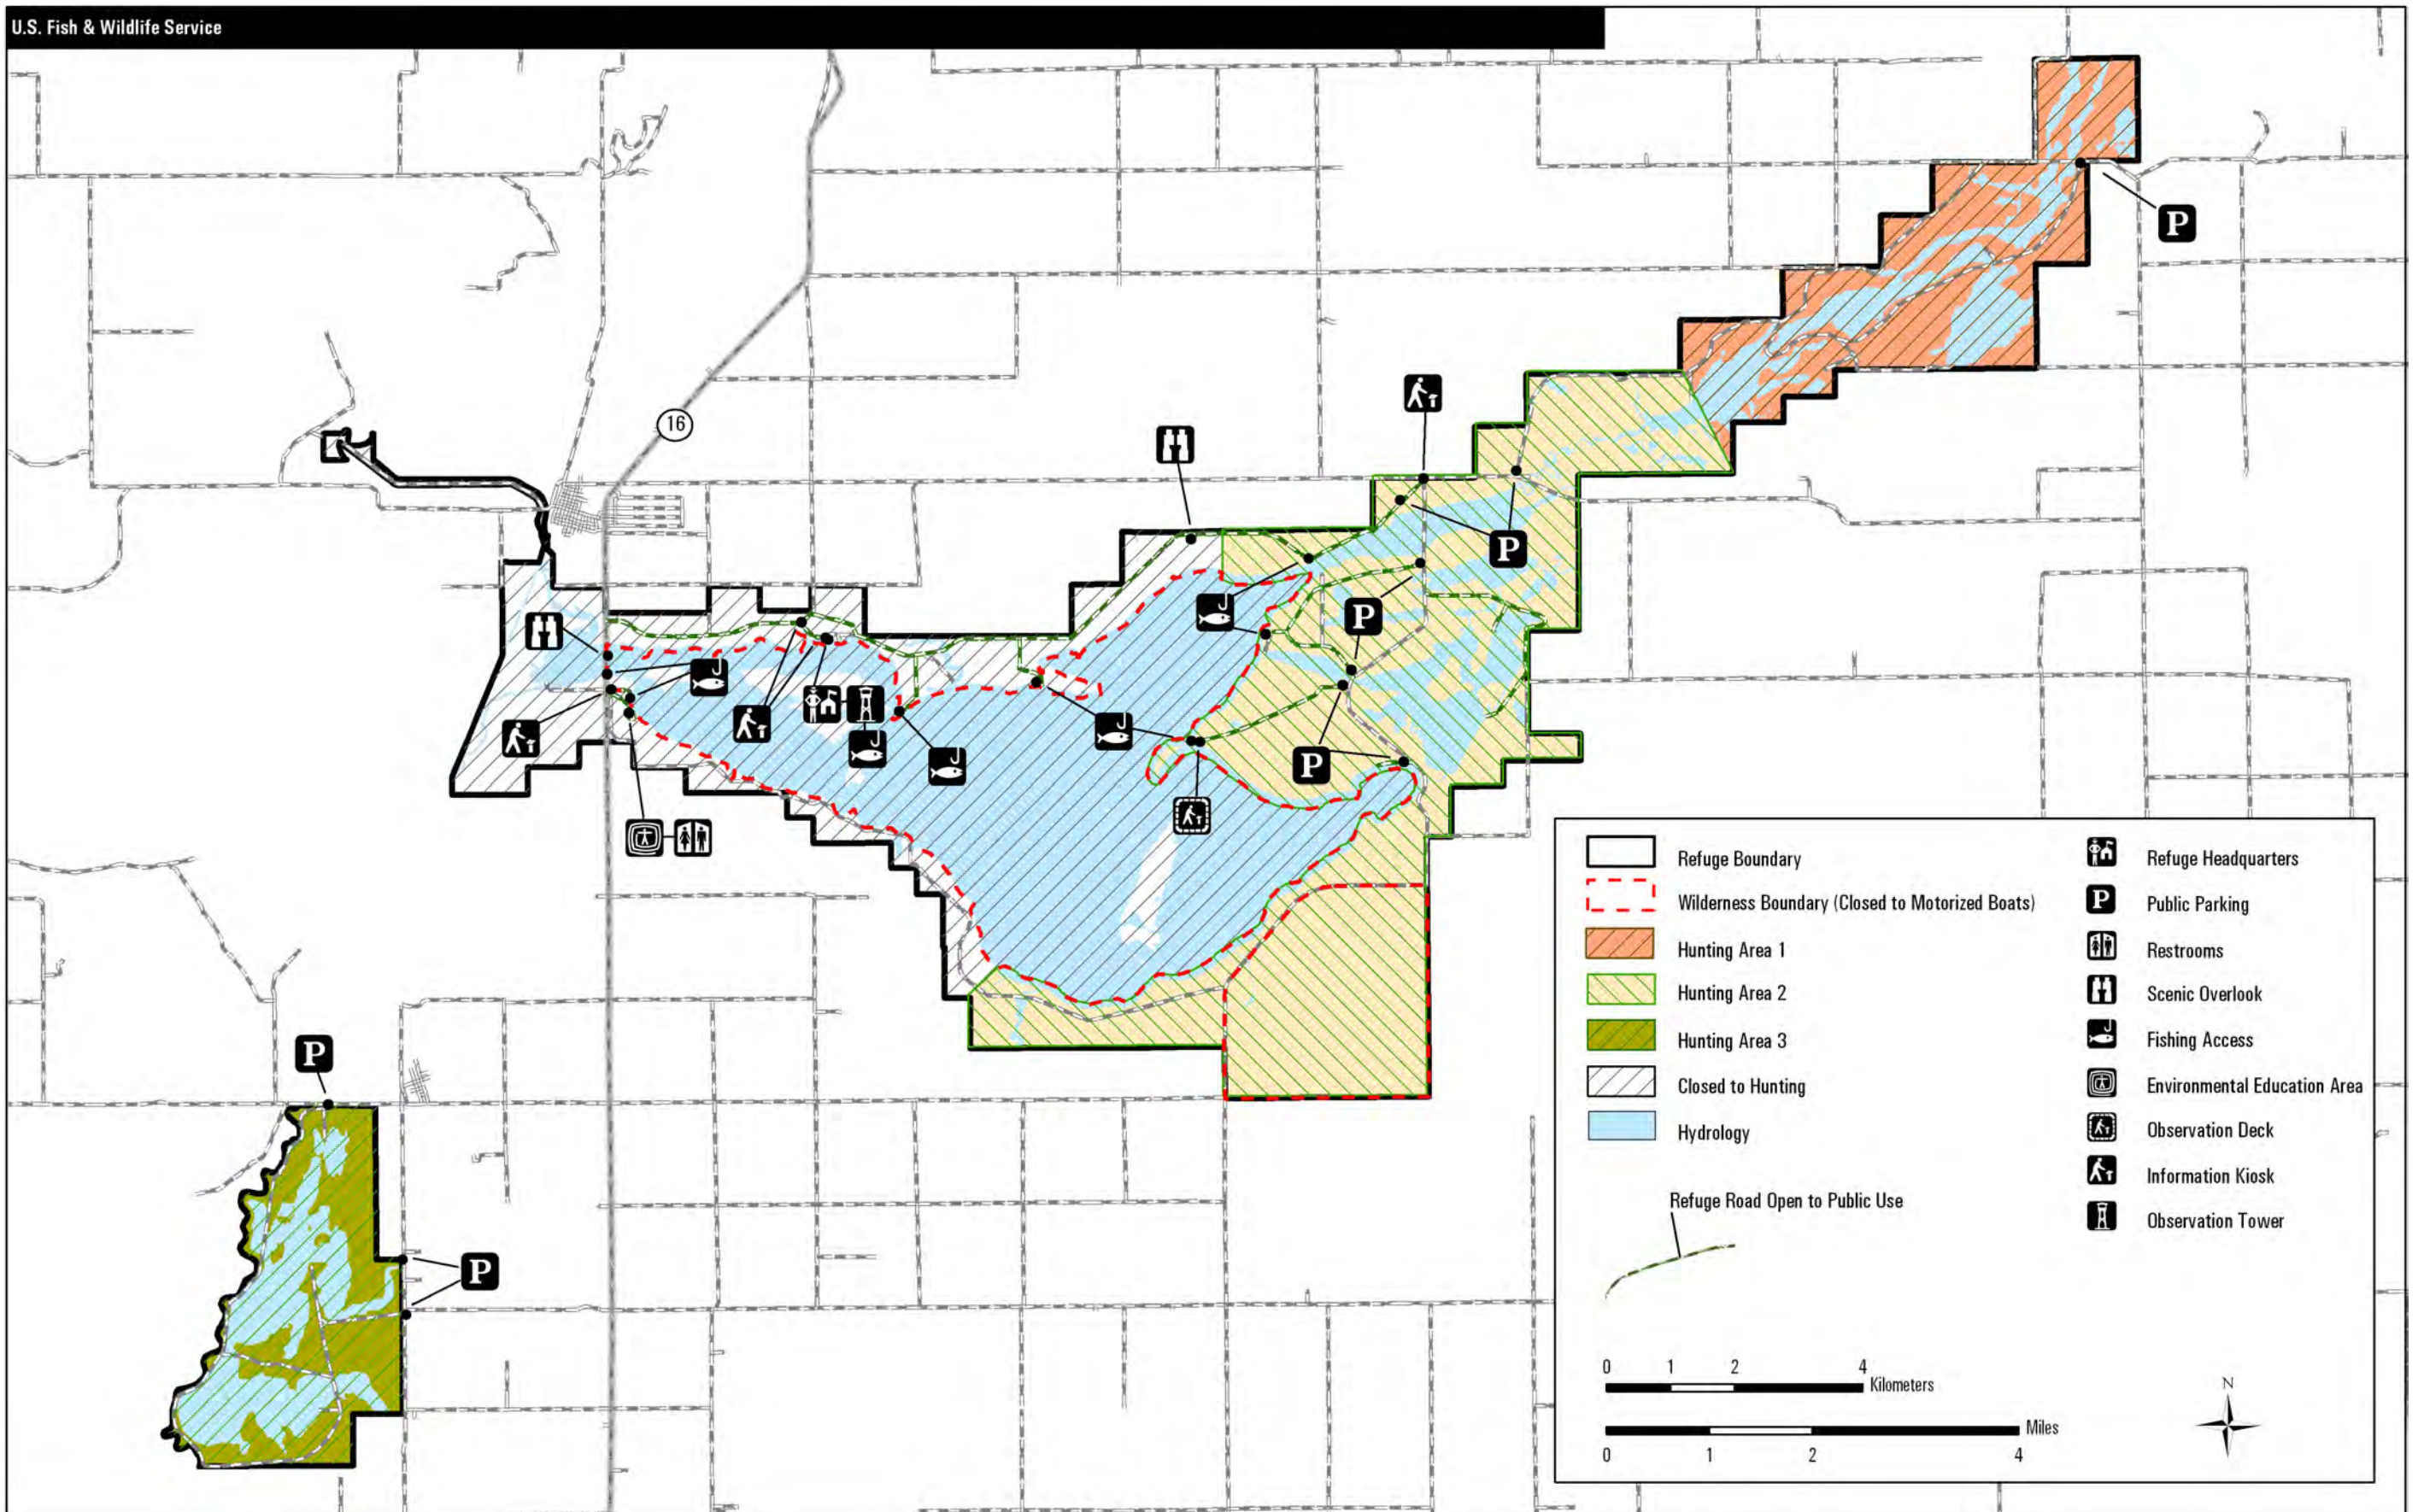 U.S. Fish & Wildlife Service
P
16
P
P
P
P
P
Refuge Boundary
Wilderness Boundary (Closed to Motorized Boats)
Hunting Area 1
Hunting Area 2
Hunting Area 3
Closed to Hunting
Hydrology
Refuge Road Open to Public Use
0 1 2 4
Kilometers
Miles
0 1 2 4
Refuge Headquarters
P Public Parking
Restrooms
Scenic Overlook
Fishing Access
Environmental Education Area
Observation Deck
Information Kiosk
Observation Tower
N